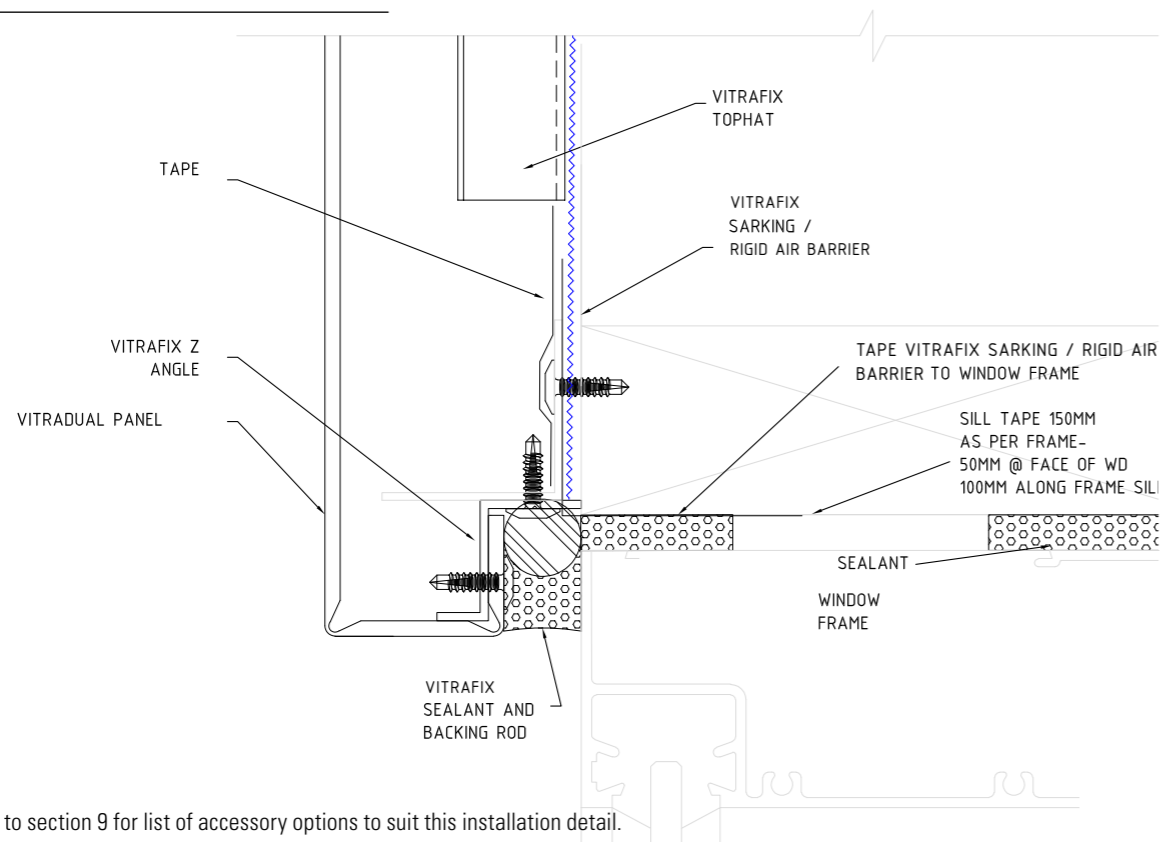 VITRAFIX
TOPHAT
TAPE
VITRAFIX
SARKING /
RIGID AIR BARRIER
VITRAFIX Z
ANGLE
TAPE VITRAFIX SARKING / RIGID AIR
BARRIER TO WINDOW FRAME
VITRADUAL PANEL
SILL TAPE 150MM
AS PER FRAME-
50MM @ FACE OF WD
100MM ALONG FRAME SILL
SEALANT
WINDOW
FRAME
VITRAFIX
SEALANT AND
BACKING ROD
to section 9 for list of accessory options to suit this installation detail.